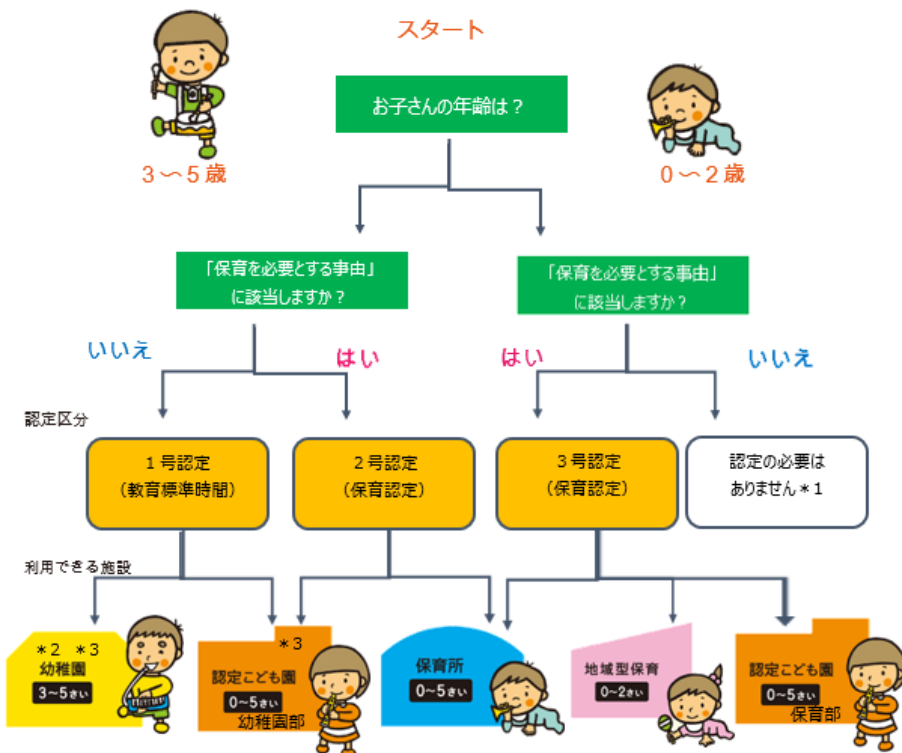 スタート
お子さんの年齢は？
3～5歳
0～2歳
「保育を必要とする事由」
に該当しますか？
「保育を必要とする事由」
に該当しますか？
いいえ
はい
はい
いいえ
認定区分
1号認定
（教育標準時間）
2号認定
（保育認定）
3号認定
（保育認定）
認定の必要は
ありません＊1
利用できる施設
＊2 ＊3
幼稚園
3～5さい
＊3
認定こども園
0～5さい
幼稚園部
保育所
0～5さい
地域型保育
0～2さい
認定こども園
0～5さい
保育部